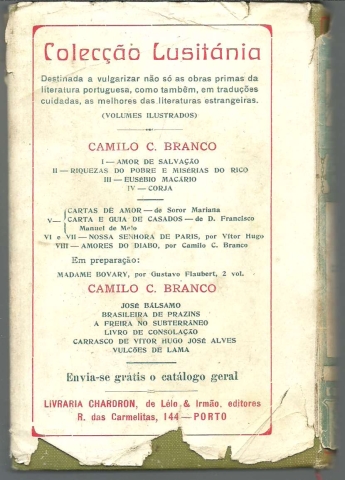 Colecção Lusitánia
Destinada a vulgarizar não só as obras primas da
literatura portuguesa, como tambêm, em traduções
cuidadas, as melhores das literaturas estrangeiras.
(VOLUMES ILUSTRADOS)
CAMILO C. BRANCO
I — AMOR DE SALVAÇÃO
II — RIQUEZAS DO POBRE E MISÉRIAS DO RICO
III — EUSÉBIO MACÁRIO
IV — CORJA
V — CARTAS DE AMOR — de Soror Mariana
CARTA E GUIA DE CASADOS — de D. Francisco
Manuel de Melo
VI e VII — NOSSA SENHORA DE PARIS, por Vítor Hugo
VIII — AMORES DO DIABO, por Camilo C. Branco
Em preparação:
MADAME BOVARY, por Gustavo Flaubert, 2 vol.
CAMILO C. BRANCO
JOSÉ BÁLSAMO
BRASILEIRA DE PRAZINS
A FREIRA NO SUBTERRÂNEO
LIVRO DE CONSOLAÇÃO
CARRASCO DE VITOR HUGO JOSÉ ALVES
VULCÕES DE LAMA
Envia-se grátis o catálogo geral
LIVRARIA CHARDRON, de Lélo & Irmão, editores
R. das Carmelitas, 144 — PORTO